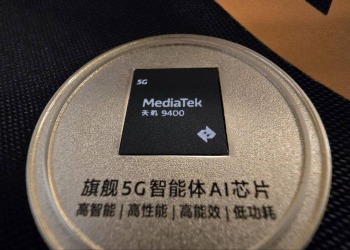 5G
MediaTek
天玑 9400
旗舰5G智能体AI芯片
高智能 | 高性能 | 高能效 | 低功耗